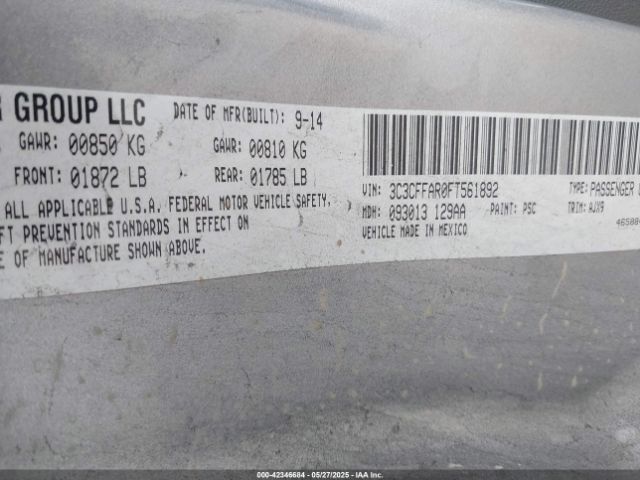 GROUP LLC DATE OF MFR(BUILT): 9-14
GAWR: 00850 KG GAWR: 00810 KG
FRONT: 01872 LB REAR: 01785 LB
ALL APPLICABLE U.S.A. FEDERAL MOTOR VEHICLE SAFETY,
FT PREVENTION STANDARDS IN EFFECT ON
E OF MANUFACTURE SHOWN ABOVE.
VIN: 3C3CFFAR0FT561892 TYPE: PASSENGER
MDH: 093013 129AA PAINT: PSC TRIM: AJX9
VEHICLE MADE IN MEXICO
000-42346684 | 05/27/2025 | IAA Inc.